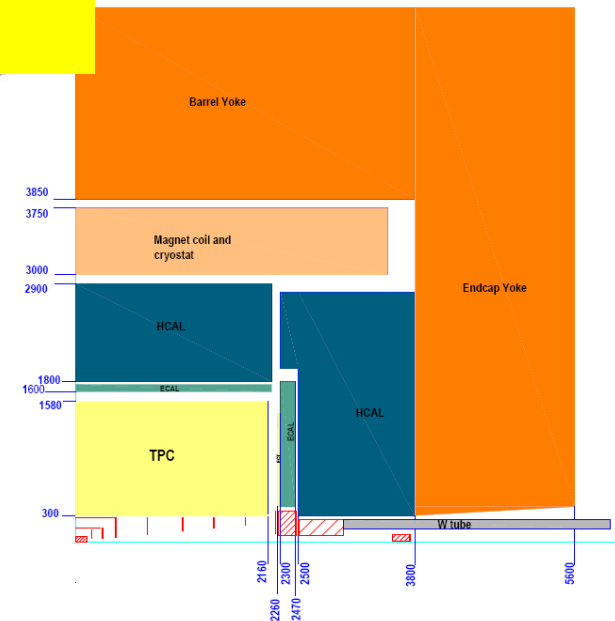 Barrel Yoke
3850
3750
Magnet coil and
cryostat
3000
2900
Endcap Yoke
HCAL
1800
1600
ECAL
1580
HCAL
ECAL
TPC
300
W tube
2160
2300
2500
3800
5600
2260
2470